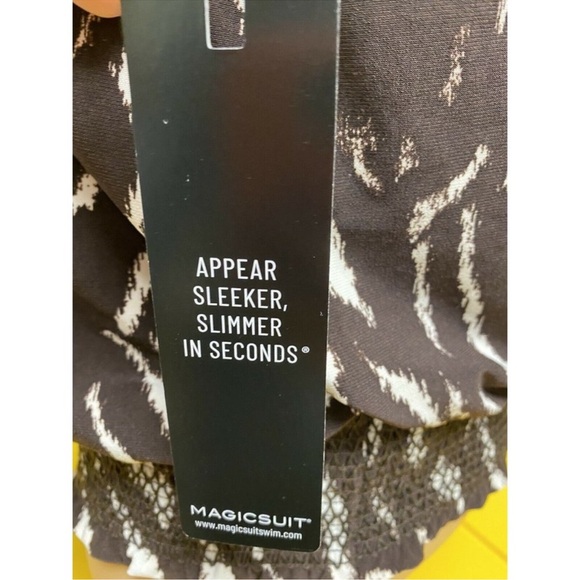 APPEAR
SLEEKER,
SLIMMER
IN SECONDS®
MAGICSUIT®
www.magicsuitswim.com